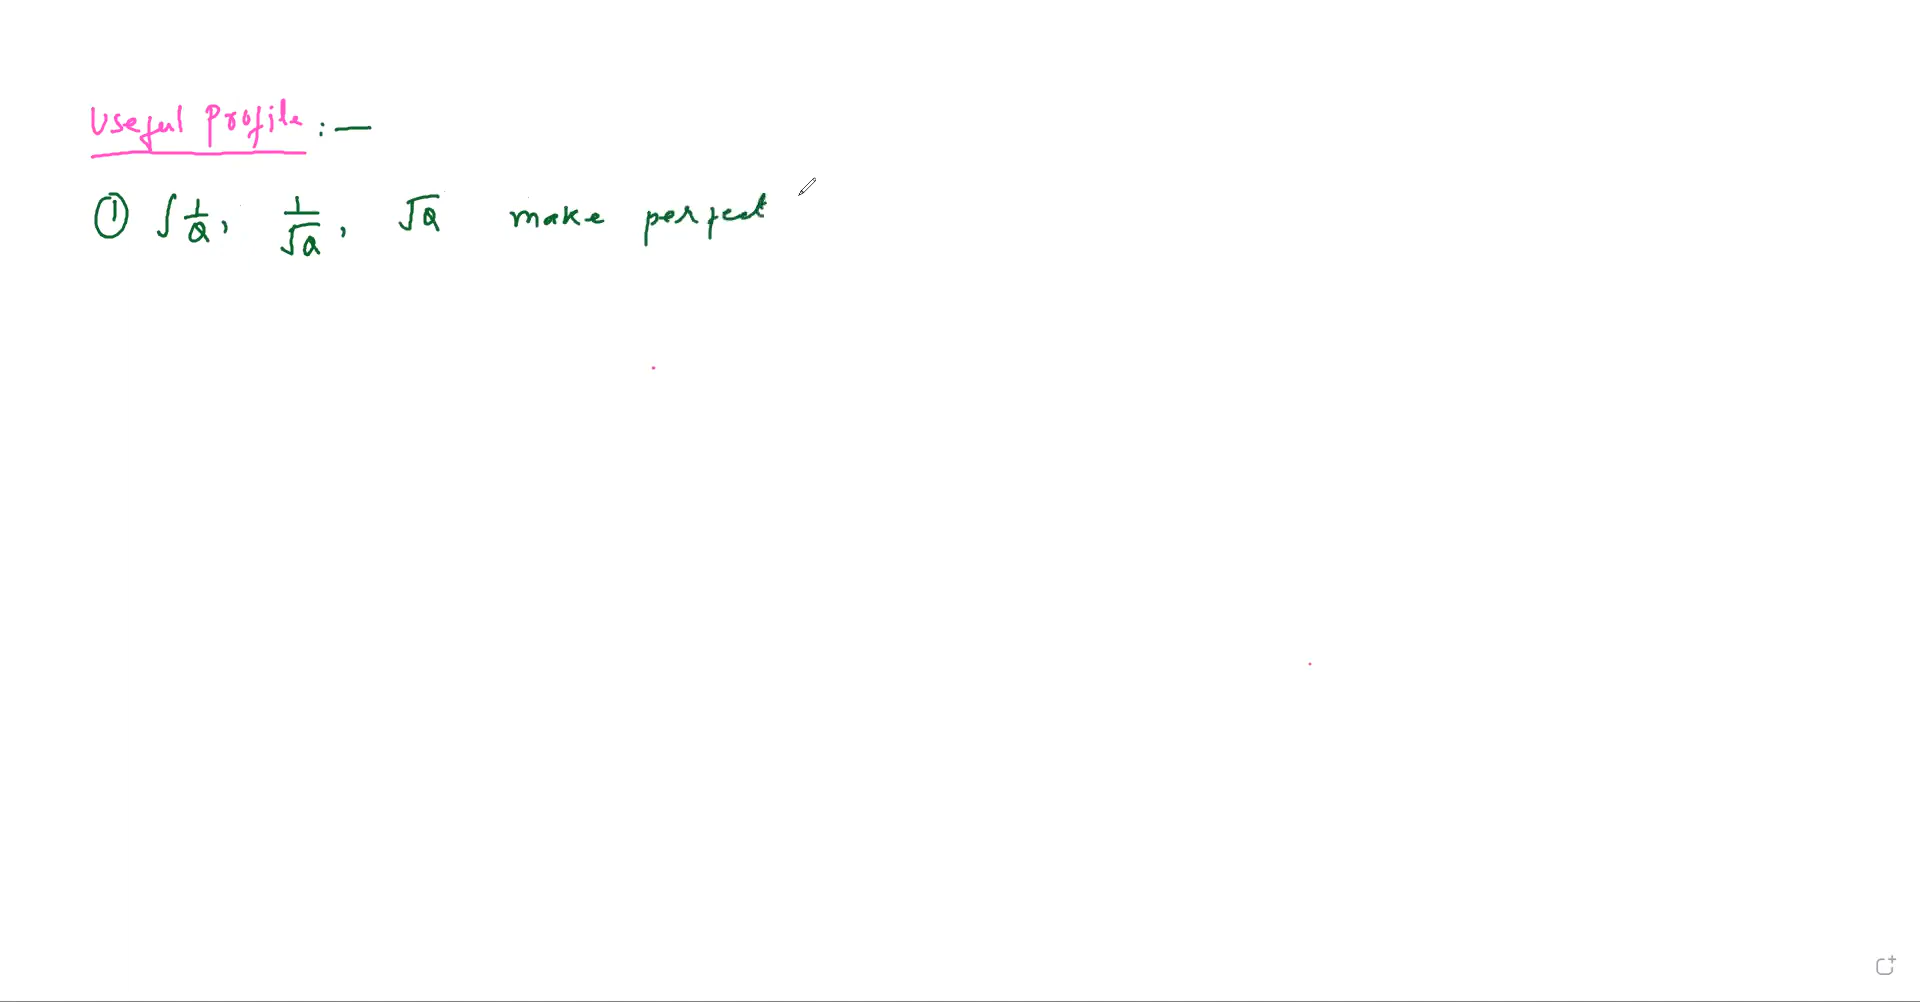 Useful Profile : —
① ∫ 1/Q, 1/√Q, √Q make perfect